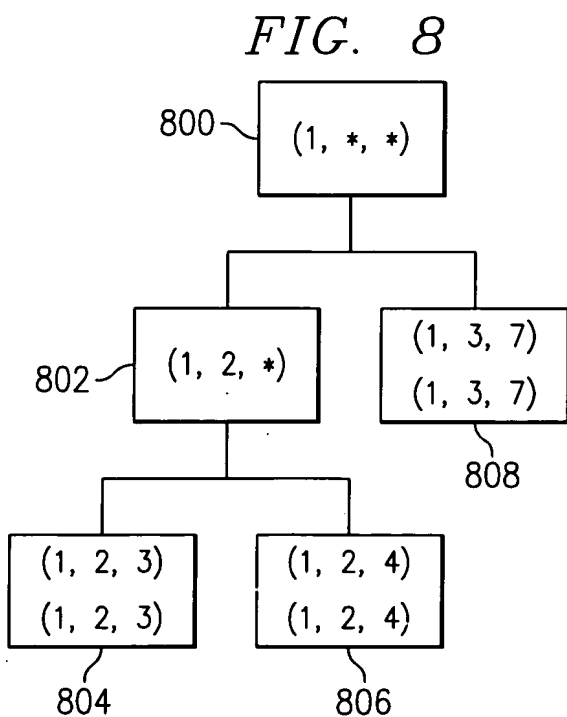 FIG. 8
800
(1, *, *)
802
(1, 2, *)
(1, 3, 7)
(1, 3, 7)
808
(1, 2, 3)
(1, 2, 3)
804
(1, 2, 4)
(1, 2, 4)
806